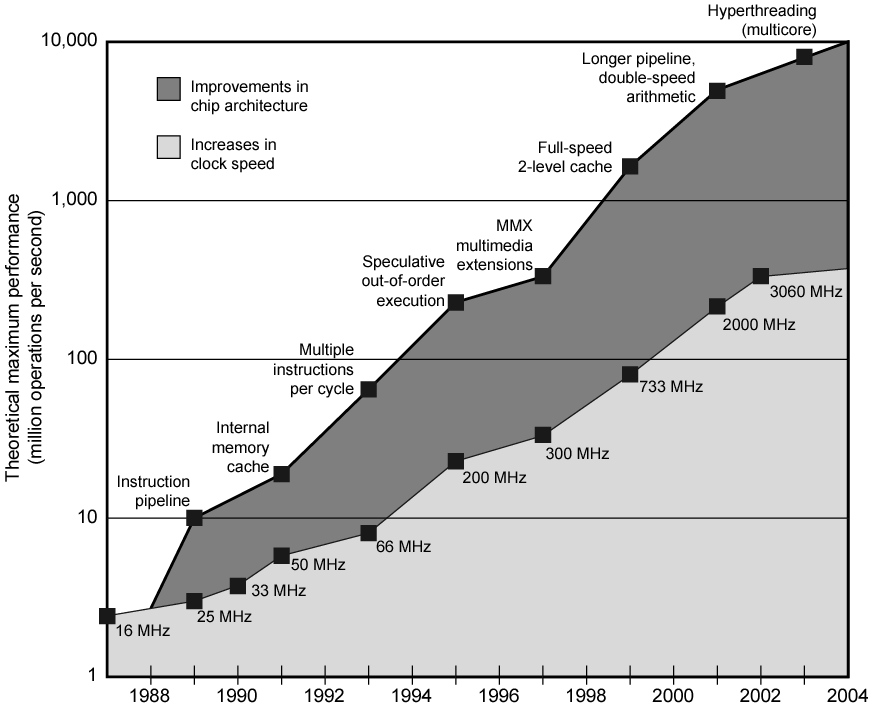 Hyperthreading
(multicore)
10,000
Longer pipeline,
double-speed
arithmetic
Improvements in
chip architecture
Increases in
clock speed
Full-speed
2-level cache
1,000
MMX
multimedia
extensions
Speculative
out-of-order
execution
3060 MHz
2000 MHz
100
Multiple
instructions
per cycle
733 MHz
Internal
memory
cache
300 MHz
200 MHz
Instruction
pipeline
10
66 MHz
50 MHz
33 MHz
25 MHz
16 MHz
1
Theoretical maximum performance
(million operations per second)
1988 1990 1992 1994 1996 1998 2000 2002 2004